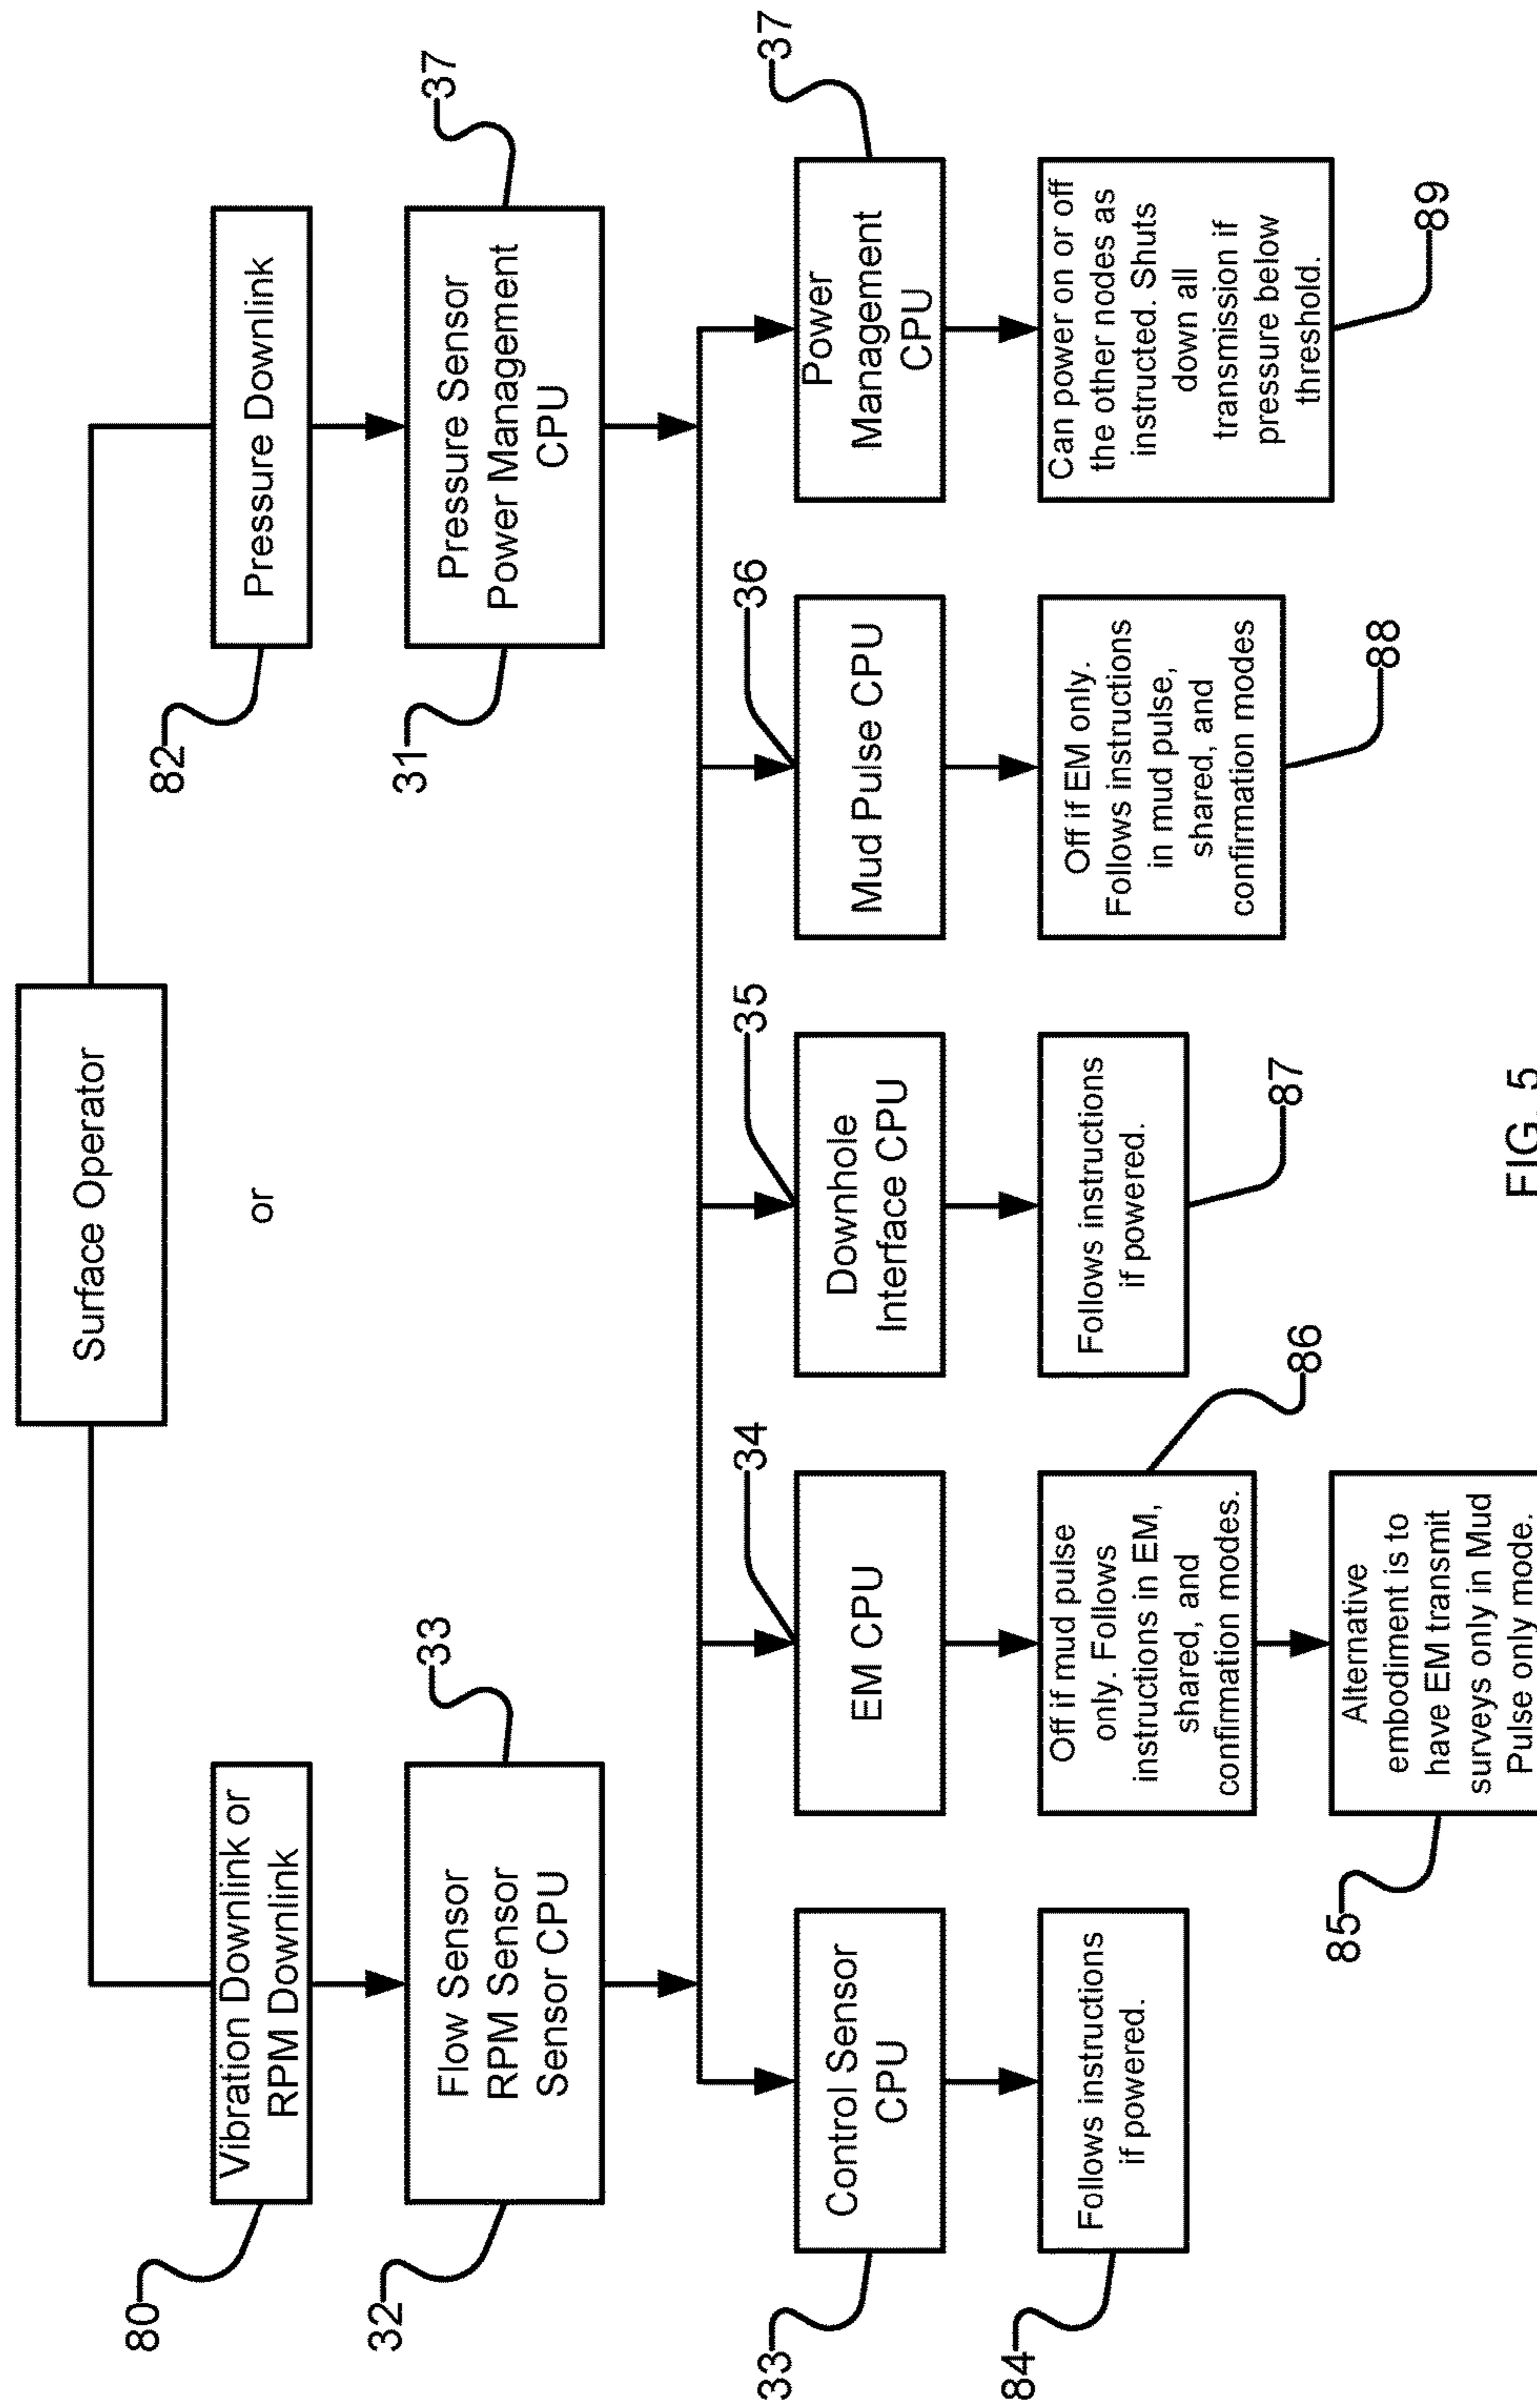 Surface Operator
or
80
Vibration Downlink or
RPM Downlink
82
Pressure Downlink
32
Flow Sensor
RPM Sensor
Sensor CPU
33
31
Pressure Sensor
Power Management
CPU
37
33
Control Sensor
CPU
34
EM CPU
35
Downhole
Interface CPU
36
Mud Pulse CPU
37
Power
Management
CPU
84
Follows instructions
if powered.
Off if mud pulse
only. Follows
instructions in EM,
shared, and
confirmation modes.
86
Follows instructions
if powered.
87
Off if EM only.
Follows instructions
in mud pulse,
shared, and
confirmation modes
88
Can power on or off
the other nodes as
instructed. Shuts
down all
transmission if
pressure below
threshold.
89
85
Alternative
embodiment is to
have EM transmit
surveys only in Mud
Pulse only mode.
FIG. 5